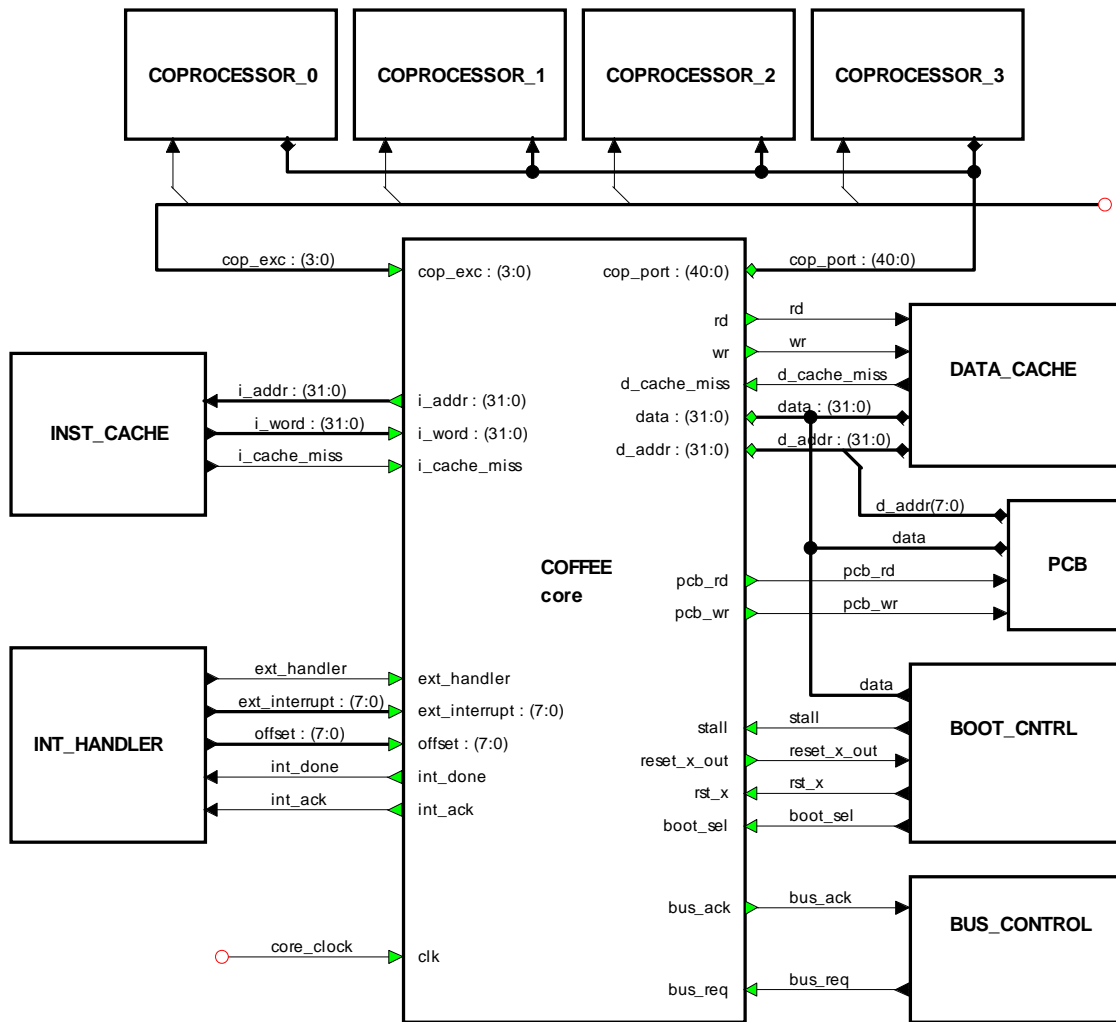 COPROCESSOR_0
COPROCESSOR_1
COPROCESSOR_2
COPROCESSOR_3
cop_exc : (3:0)
cop_exc : (3:0)
cop_port : (40:0)
cop_port : (40:0)
rd
rd
wr
wr
d_cache_miss
d_cache_miss
data : (31:0)
data : (31:0)
d_addr : (31:0)
d_addr : (31:0)
DATA_CACHE
INST_CACHE
i_addr : (31:0)
i_addr : (31:0)
i_word : (31:0)
i_word : (31:0)
i_cache_miss
i_cache_miss
d_addr(7:0)
data
PCB
COFFEE
core
pcb_rd
pcb_rd
pcb_wr
pcb_wr
INT_HANDLER
ext_handler
ext_handler
ext_interrupt : (7:0)
ext_interrupt : (7:0)
offset : (7:0)
offset : (7:0)
int_done
int_done
int_ack
int_ack
data
stall
stall
reset_x_out
reset_x_out
rst_x
rst_x
boot_sel
boot_sel
BOOT_CNTRL
bus_ack
bus_ack
BUS_CONTROL
core_clock
clk
bus_req
bus_req